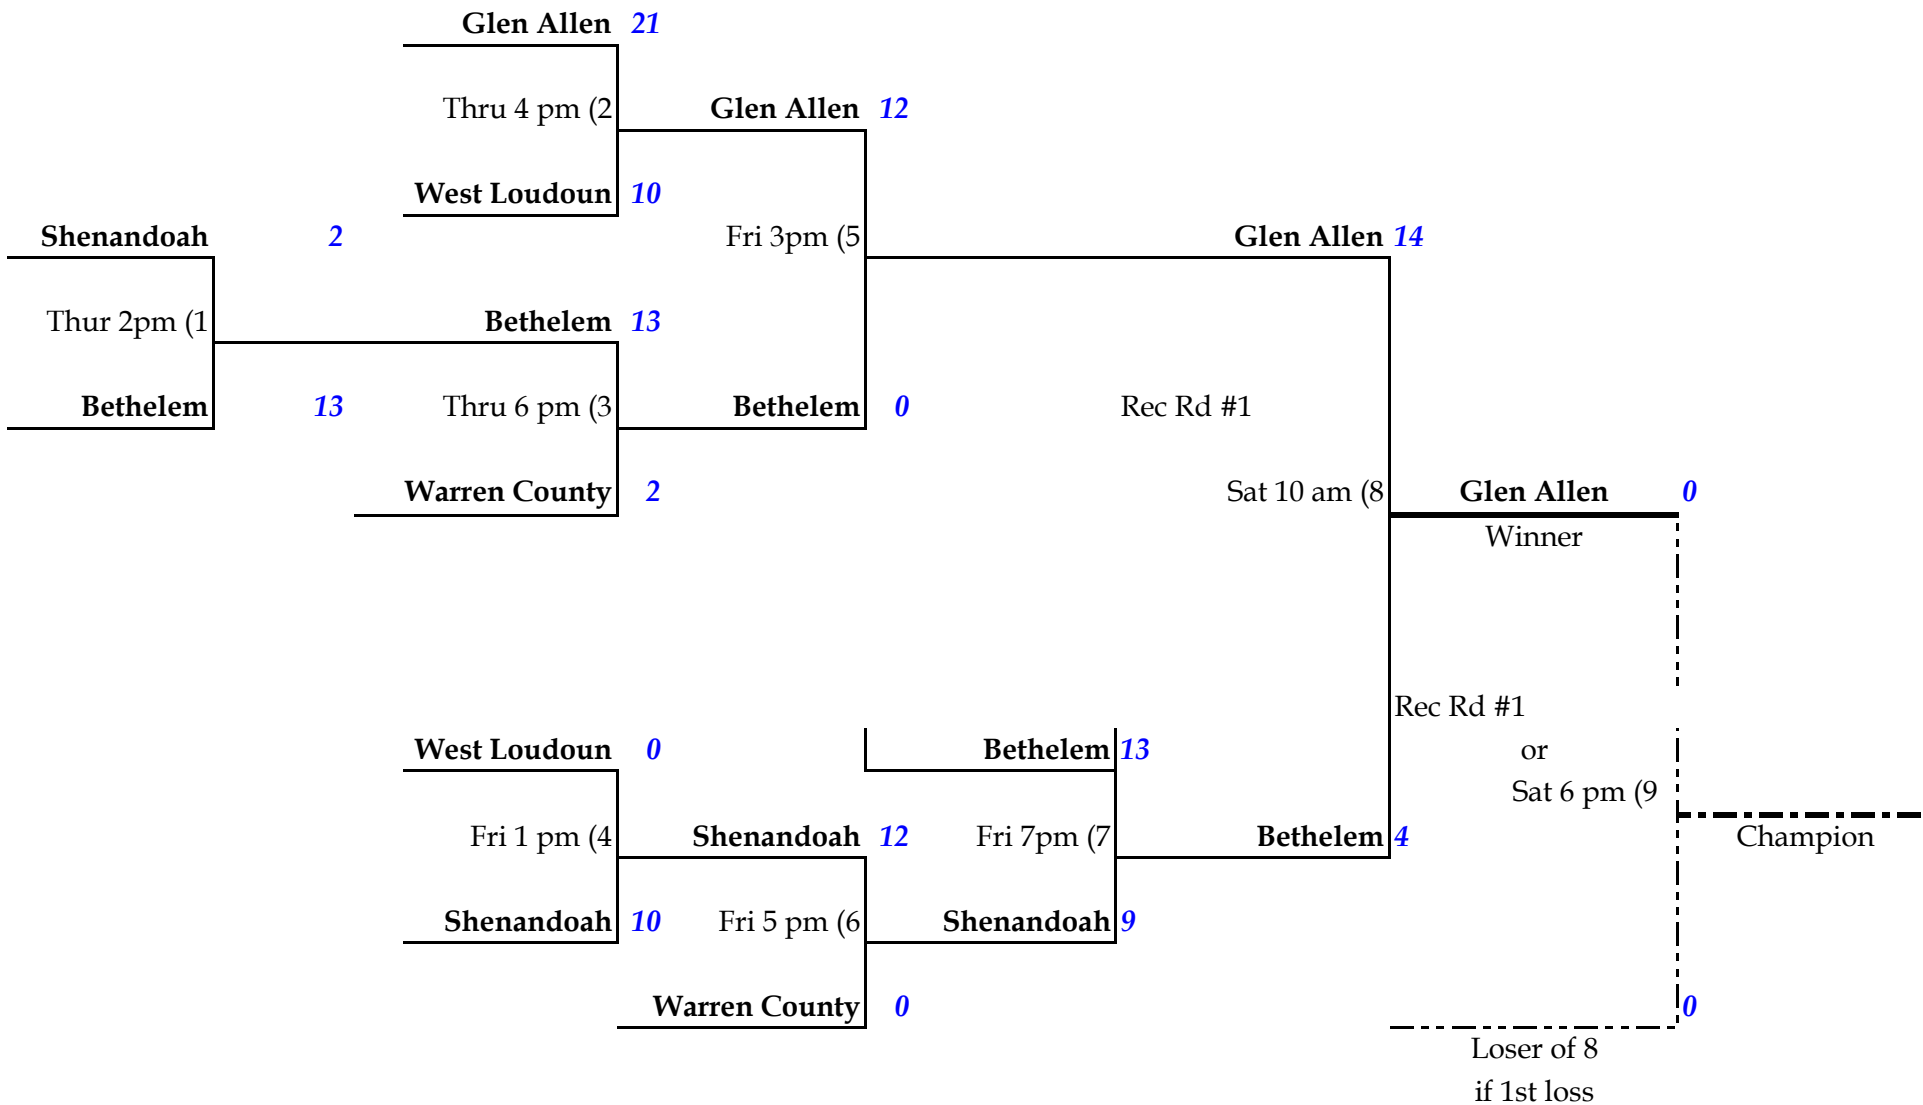 Glen Allen 21
Thru 4 pm (2 Glen Allen 12
West Loudoun 10
Shenandoah 2 Fri 3pm (5 Glen Allen 14
Thur 2pm (1 Bethelem 13
Bethelem 13 Thru 6 pm (3 Bethelem 0 Rec Rd #1
Warren County 2 Sat 10 am (8 Glen Allen 0
Winner
Rec Rd #1
West Loudoun 0 Bethelem 13 or
Sat 6 pm (9
Fri 1 pm (4 Shenandoah 12 Fri 7pm (7 Bethelem 4 Champion
Shenandoah 10 Fri 5 pm (6 Shenandoah 9
Warren County 0 0
Loser of 8
if 1st loss